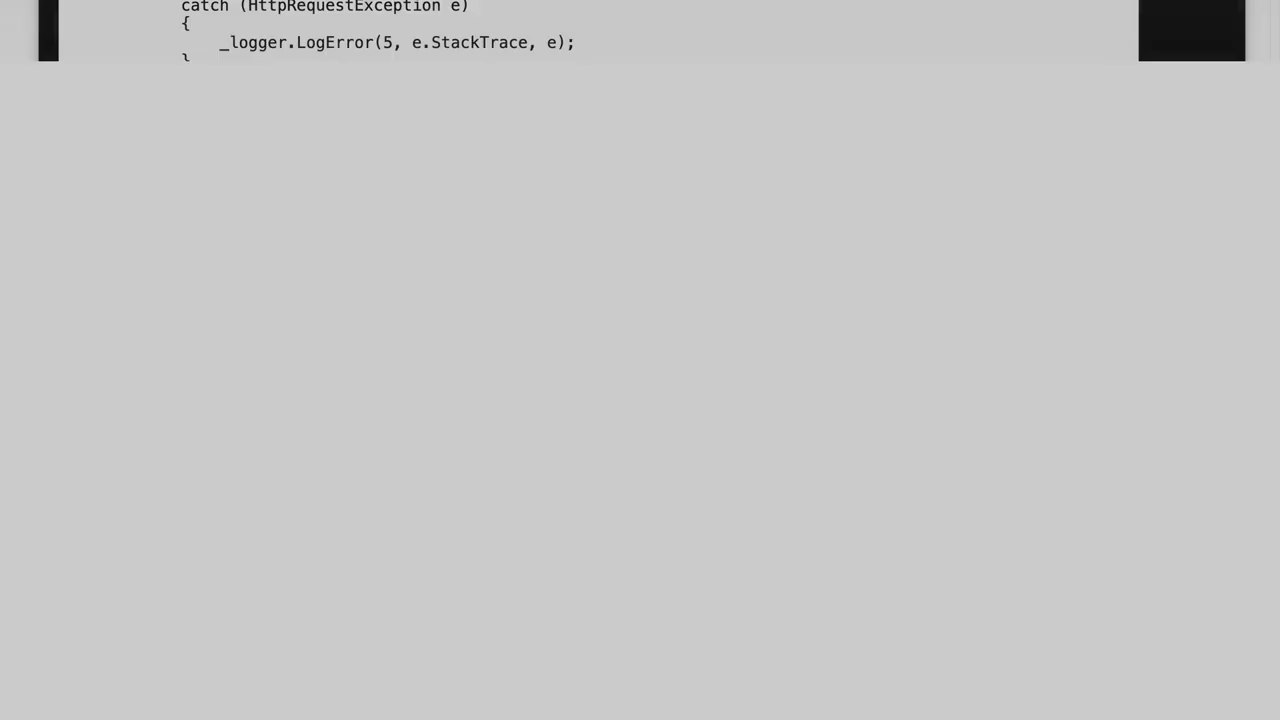 catch (HttpRequestException e)
{
_logger.LogError(5, e.StackTrace, e);
}